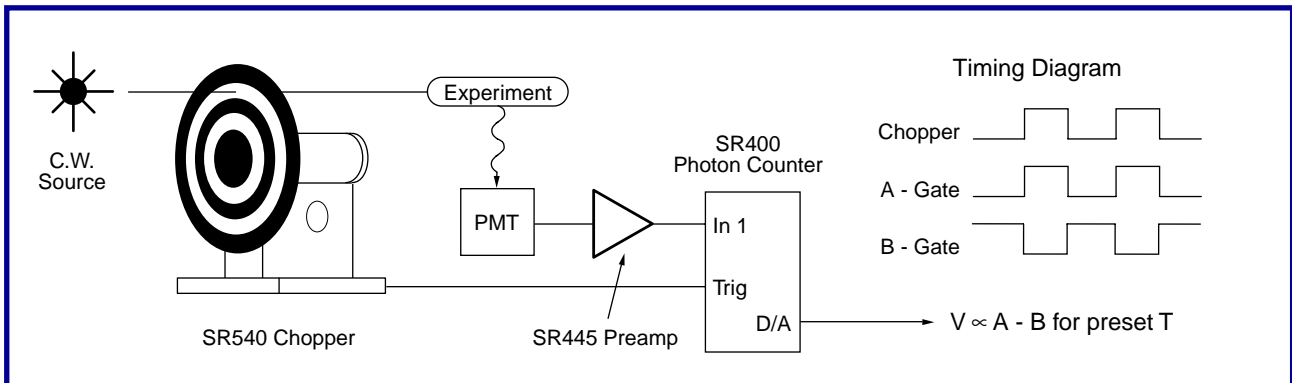 C.W.
Source
SR540 Chopper
Experiment
PMT
SR445 Preamp
SR400
Photon Counter
In 1
Trig
D/A
Timing Diagram
Chopper
A - Gate
B - Gate
V ∝ A - B for preset T